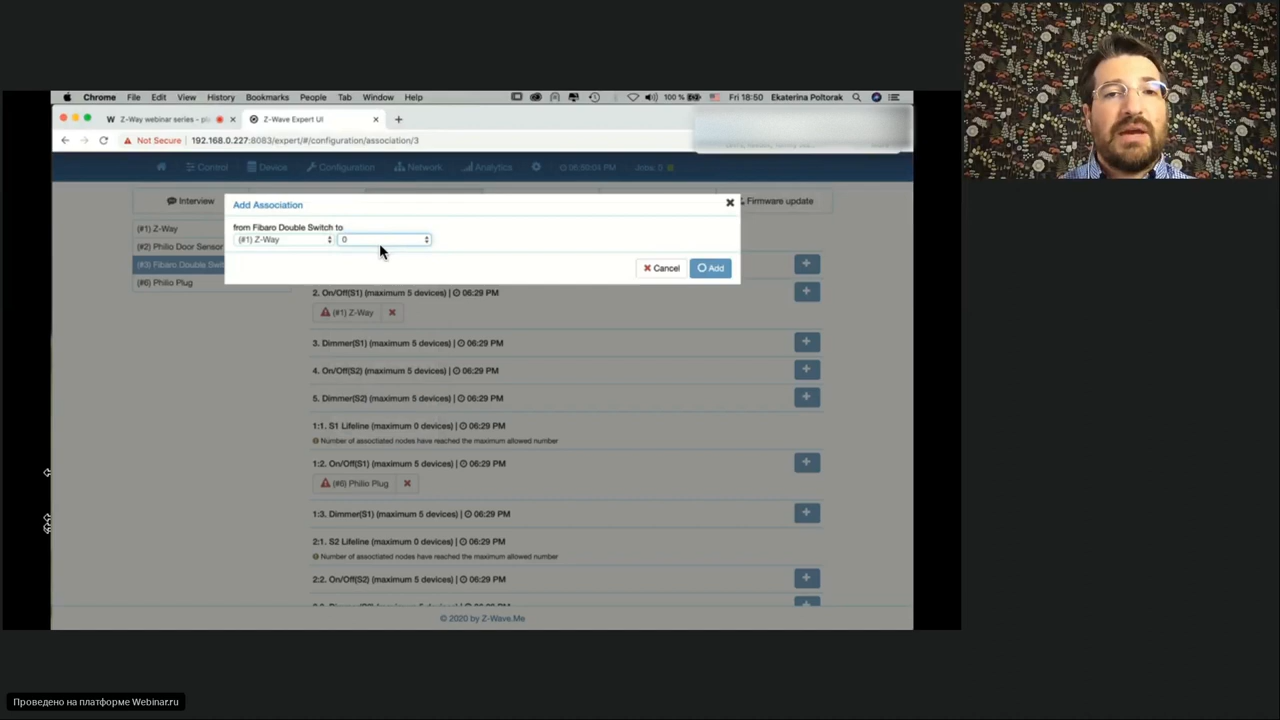 Chrome File Edit View History Bookmarks People Tab Window Help 100 % Fri 18:50 Ekaterina Poltorak
Z-Way webinar series – Z-Wave Expert UI
Not Secure 192.168.0.227:8083/expert/#/configuration/association/3
Control Device Configuration Network Analytics
Interview Firmware update
Add Association
from Fibaro Double Switch to
(#1) Z-Way 0
Cancel Add
(#1) Z-Way
(#2) Philio Door Sensor
(#3) Fibaro Double
(#6) Philio Plug
2. On/Off(S1) (maximum 5 devices) | 06:29 PM
(#1) Z-Way
3. Dimmer(S1) (maximum 5 devices) | 06:29 PM
4. On/Off(S2) (maximum 5 devices) | 06:29 PM
5. Dimmer(S2) (maximum 5 devices) | 06:29 PM
1:1. S1 Lifeline (maximum 0 devices) | 06:29 PM
Number of associtated nodes have reached the maximum allowed number
1:2. On/Off(S1) (maximum 5 devices) | 06:29 PM
(#6) Philio Plug
1:3. Dimmer(S1) (maximum 5 devices) | 06:29 PM
2:1. S2 Lifeline (maximum 0 devices) | 06:29 PM
Number of associtated nodes have reached the maximum allowed number
2:2. On/Off(S2) (maximum 5 devices) | 06:29 PM
© 2020 by Z-Wave.Me
Проведено на платформе Webinar.ru